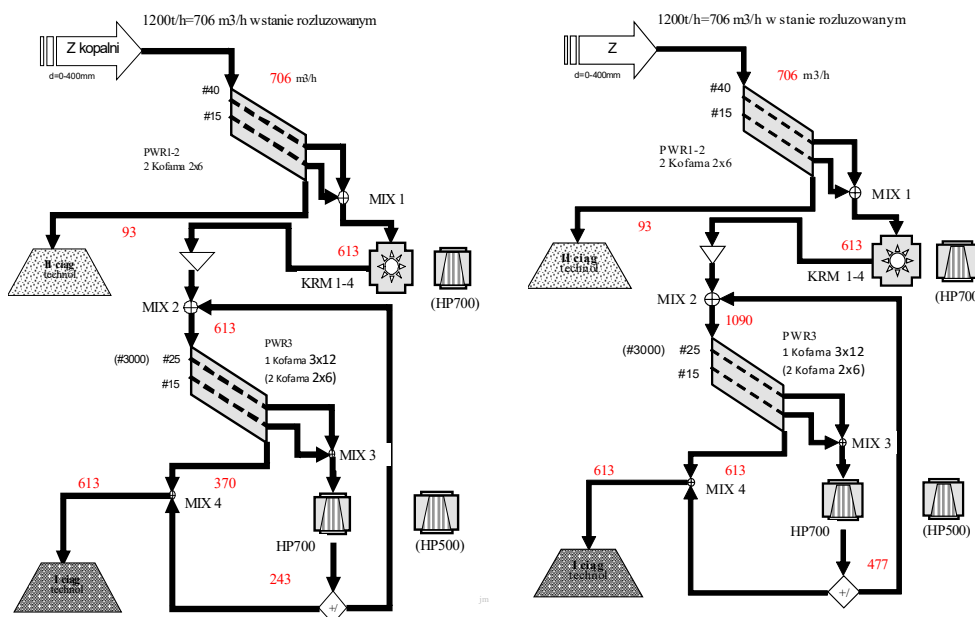 1200t/h=706 m3/h w stanie rozluzowanym
Z kopalni
d=0-400mm
706 m3/h
#40
#15
PWR1-2
2 Kofama 2x6
MIX 1
93
613
II ciąg
technol
KRM 1-4
(HP700)
MIX 2
613
(#3000)
#25
#15
PWR3
1 Kofama 3x12
(2 Kofama 2x6)
MIX 3
613
370
MIX 4
HP700
(HP500)
I ciąg
technol
243
+/
jm
1200t/h=706 m3/h w stanie rozluzowanym
Z
d=0-400mm
706 m3/h
#40
#15
PWR1-2
2 Kofama 2x6
MIX 1
93
613
II ciąg
technol
KRM 1-4
(HP700
MIX 2
1090
(#3000)
#25
#15
PWR3
1 Kofama 3x12
(2 Kofama 2x6)
MIX 3
613
613
MIX 4
HP700
(HP500)
I ciąg
technol
477
+/